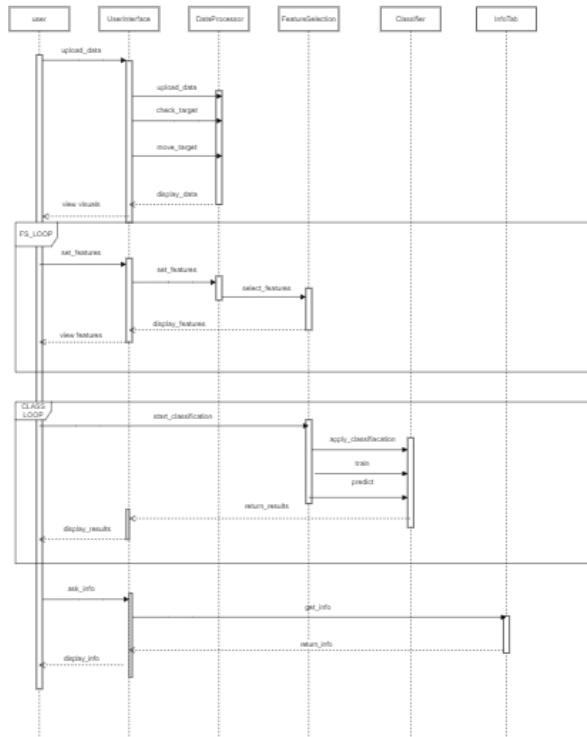 user
UserInterface
DataProcessor
FeatureSelection
Classifier
InfoTab
upload_data
upload_data
check_target
move_target
display_data
view visuals
FS_LOOP
set_features
set_features
select_features
display_features
view features
CLASS
LOOP
start_classification
apply_classifiacation
train
predict
return_results
display_results
ask_info
get_info
return_info
display_info